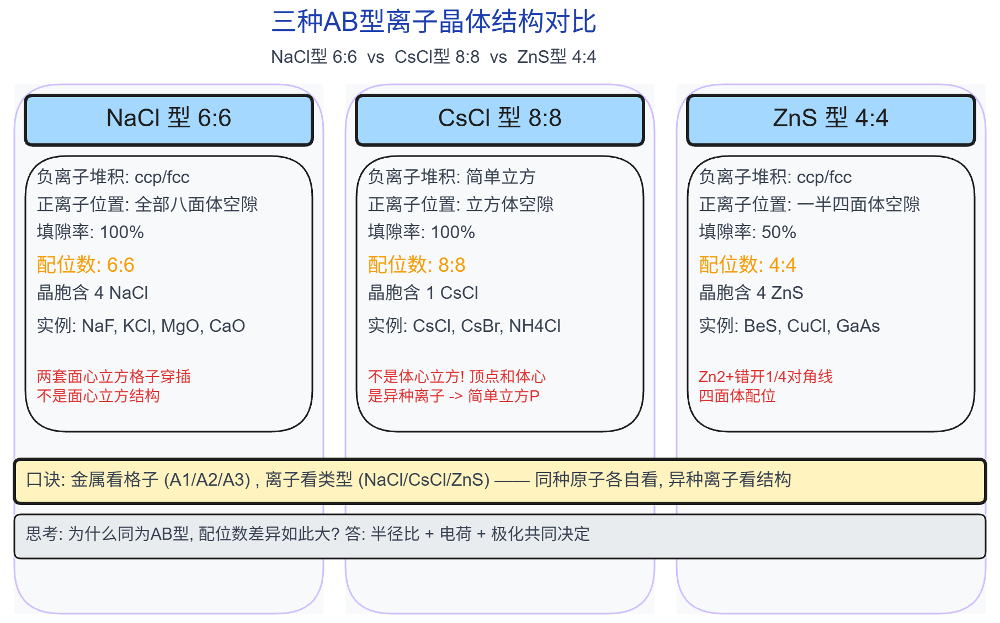 三种AB型离子晶体结构对比
NaCl型 6:6 vs CsCl型 8:8 vs ZnS型 4:4
NaCl 型 6:6
负离子堆积: ccp/fcc
正离子位置: 全部八面体空隙
填隙率: 100%
配位数: 6:6
晶胞含 4 NaCl
实例: NaF, KCl, MgO, CaO
两套面心立方格子穿插
不是面心立方结构
CsCl 型 8:8
负离子堆积: 简单立方
正离子位置: 立方体空隙
填隙率: 100%
配位数: 8:8
晶胞含 1 CsCl
实例: CsCl, CsBr, NH4Cl
不是体心立方! 顶点和体心
是异种离子 -> 简单立方P
ZnS 型 4:4
负离子堆积: ccp/fcc
正离子位置: 一半四面体空隙
填隙率: 50%
配位数: 4:4
晶胞含 4 ZnS
实例: BeS, CuCl, GaAs
Zn2+错开1/4对角线
四面体配位
口诀: 金属看格子 (A1/A2/A3) , 离子看类型 (NaCl/CsCl/ZnS) —— 同种原子各自看, 异种离子看结构
思考: 为什么同为AB型, 配位数差异如此大? 答: 半径比 + 电荷 + 极化共同决定